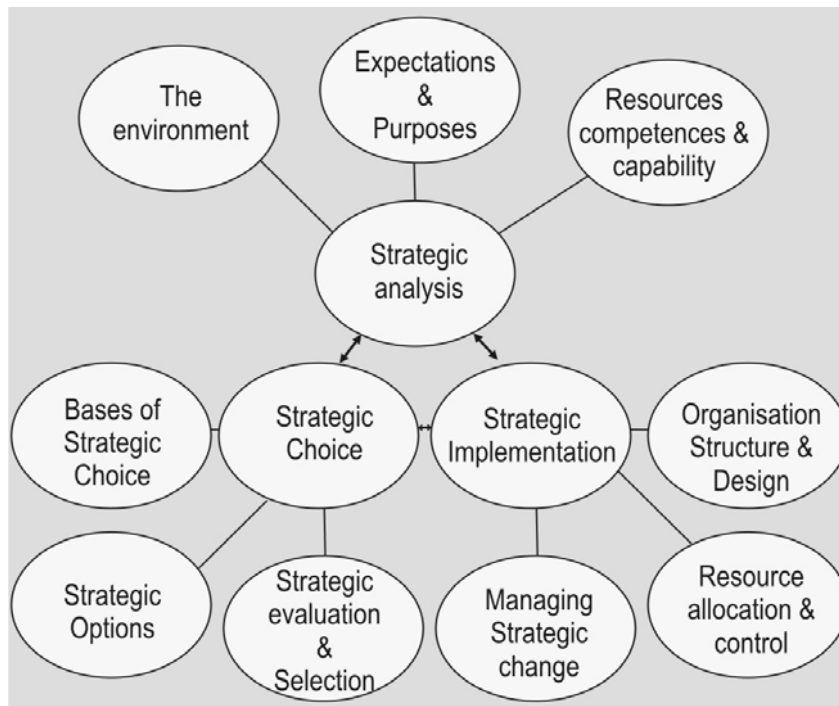 The
environment
Expectations
&
Purposes
Resources
competences &
capability
Strategic
analysis
Bases of
Strategic
Choice
Strategic
Choice
Strategic
Implementation
Organisation
Structure &
Design
Strategic
Options
Strategic
evaluation
&
Selection
Managing
Strategic
change
Resource
allocation &
control